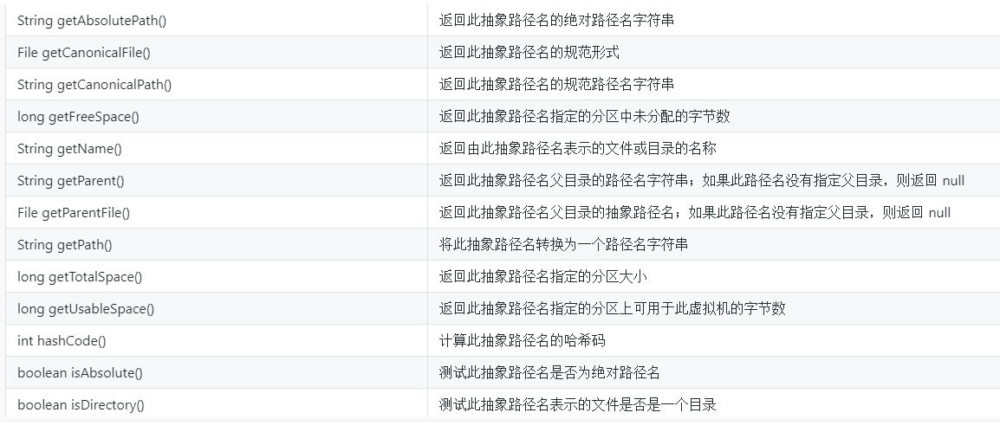 String getAbsolutePath() 返回此抽象路径名的绝对路径名字符串
File getCanonicalFile() 返回此抽象路径名的规范形式
String getCanonicalPath() 返回此抽象路径名的规范路径名字符串
long getFreeSpace() 返回此抽象路径名指定的分区中未分配的字节数
String getName() 返回由此抽象路径名表示的文件或目录的名称
String getParent() 返回此抽象路径名父目录的路径名字符串；如果此路径名没有指定父目录，则返回 null
File getParentFile() 返回此抽象路径名父目录的抽象路径名；如果此路径名没有指定父目录，则返回 null
String getPath() 将此抽象路径名转换为一个路径名字符串
long getTotalSpace() 返回此抽象路径名指定的分区大小
long getUsableSpace() 返回此抽象路径名指定的分区上可用于此虚拟机的字节数
int hashCode() 计算此抽象路径名的哈希码
boolean isAbsolute() 测试此抽象路径名是否为绝对路径名
boolean isDirectory() 测试此抽象路径名表示的文件是否是一个目录